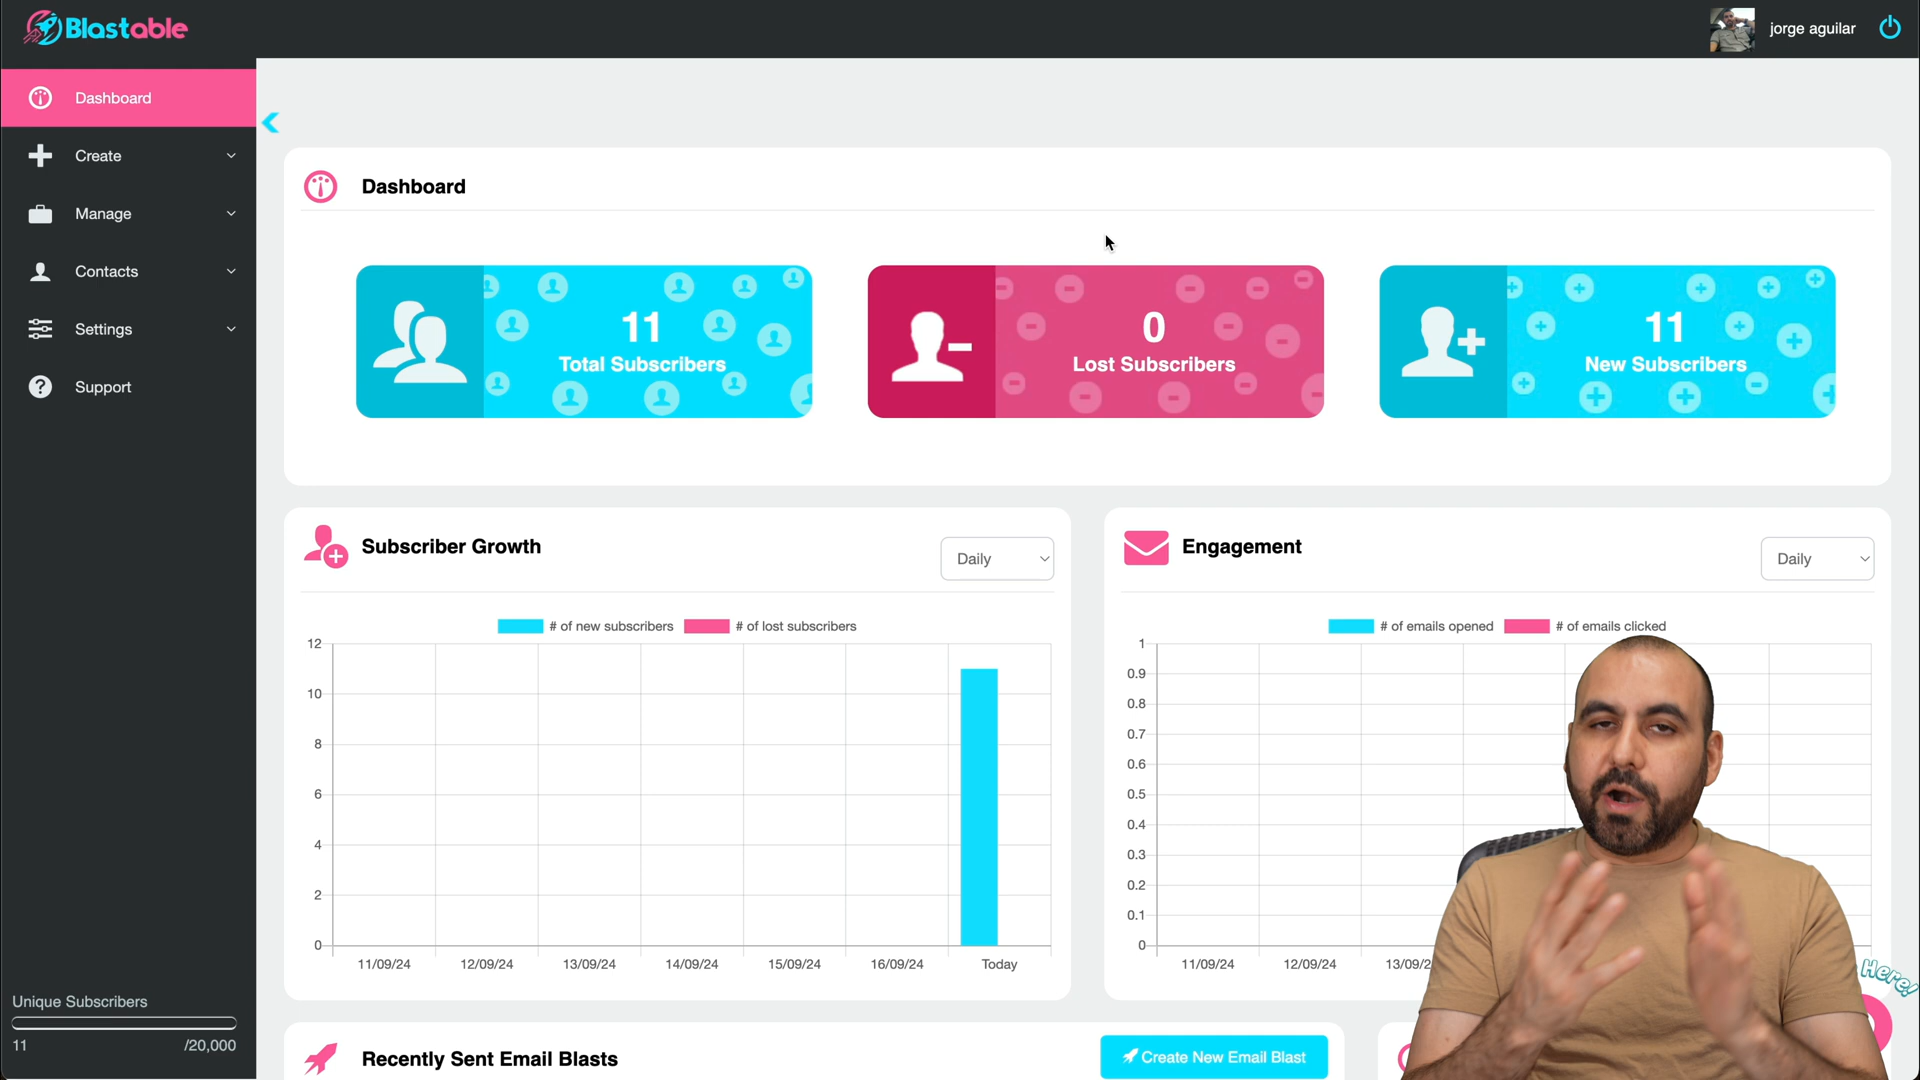 Blastable
jorge aguilar
Dashboard
Create
Manage
Contacts
Settings
Support
Unique Subscribers
11
/20,000
Dashboard
11
Total Subscribers
0
Lost Subscribers
11
New Subscribers
Subscriber Growth
Daily
# of new subscribers
# of lost subscribers
12
10
8
6
4
2
0
11/09/24
12/09/24
13/09/24
14/09/24
15/09/24
16/09/24
Today
Engagement
Daily
# of emails opened
# of emails clicked
1
0.9
0.8
0.7
0.6
0.5
0.4
0.3
0.2
0.1
0
11/09/24
12/09/24
13/09/2
Here!
Recently Sent Email Blasts
Create New Email Blast